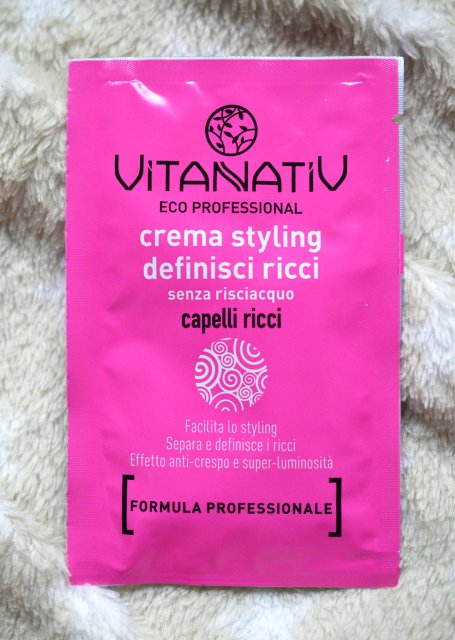 VITANATIV
ECO PROFESSIONAL
crema styling
definisci ricci
senza risciacquo
capelli ricci
Facilita lo styling
Separa e definisce i ricci
Effetto anti-crespo e super-luminosità
[FORMULA PROFESSIONALE]